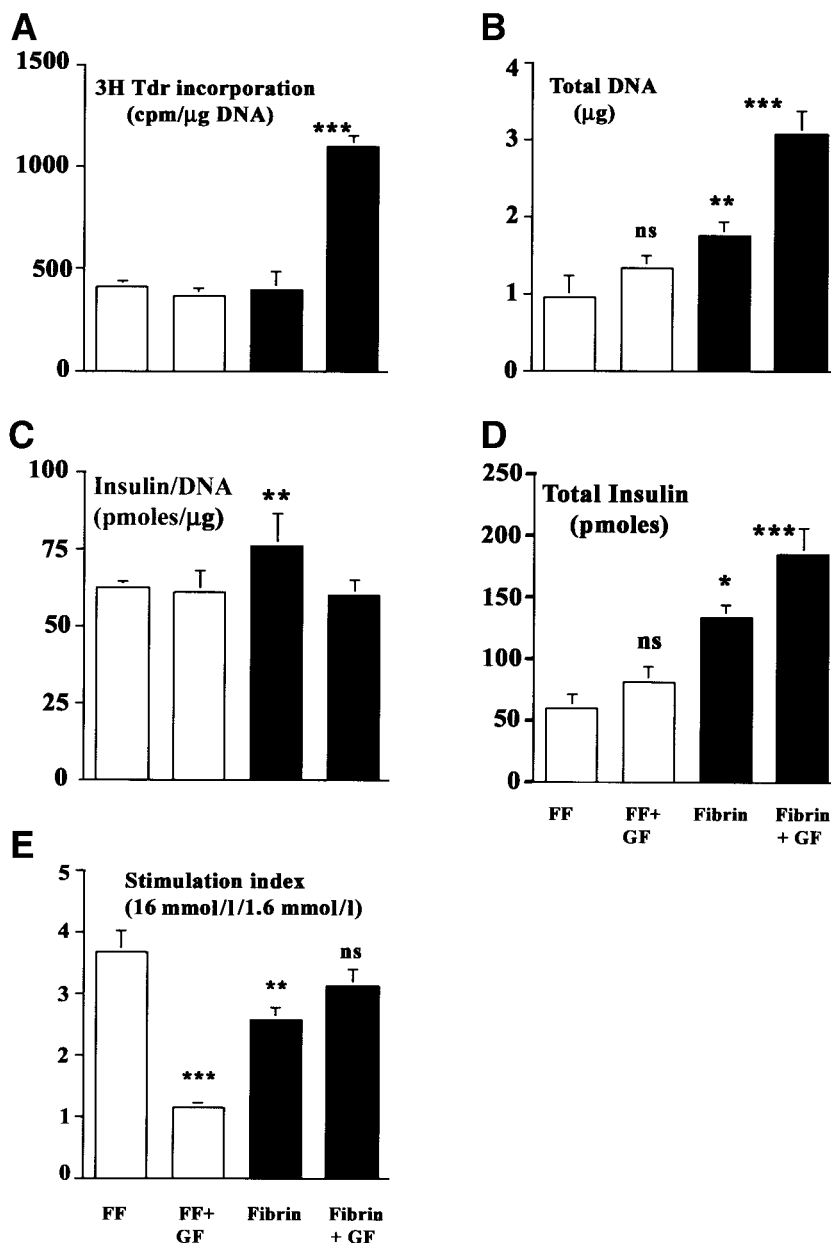 A
1500
1000
500
0
3H Tdr incorporation
(cpm/μg DNA)
***
B
4
3
2
1
0
Total DNA
(μg)
ns
**
***
C
100
75
50
25
0
Insulin/DNA
(pmoles/μg)
**
D
250
200
150
100
50
0
Total Insulin
(pmoles)
ns
*
***
FF
FF+
GF
Fibrin
Fibrin
+ GF
E
5
4
3
2
1
0
Stimulation index
(16 mmol/l/1.6 mmol/l)
***
**
ns
FF
FF+
GF
Fibrin
Fibrin
+ GF